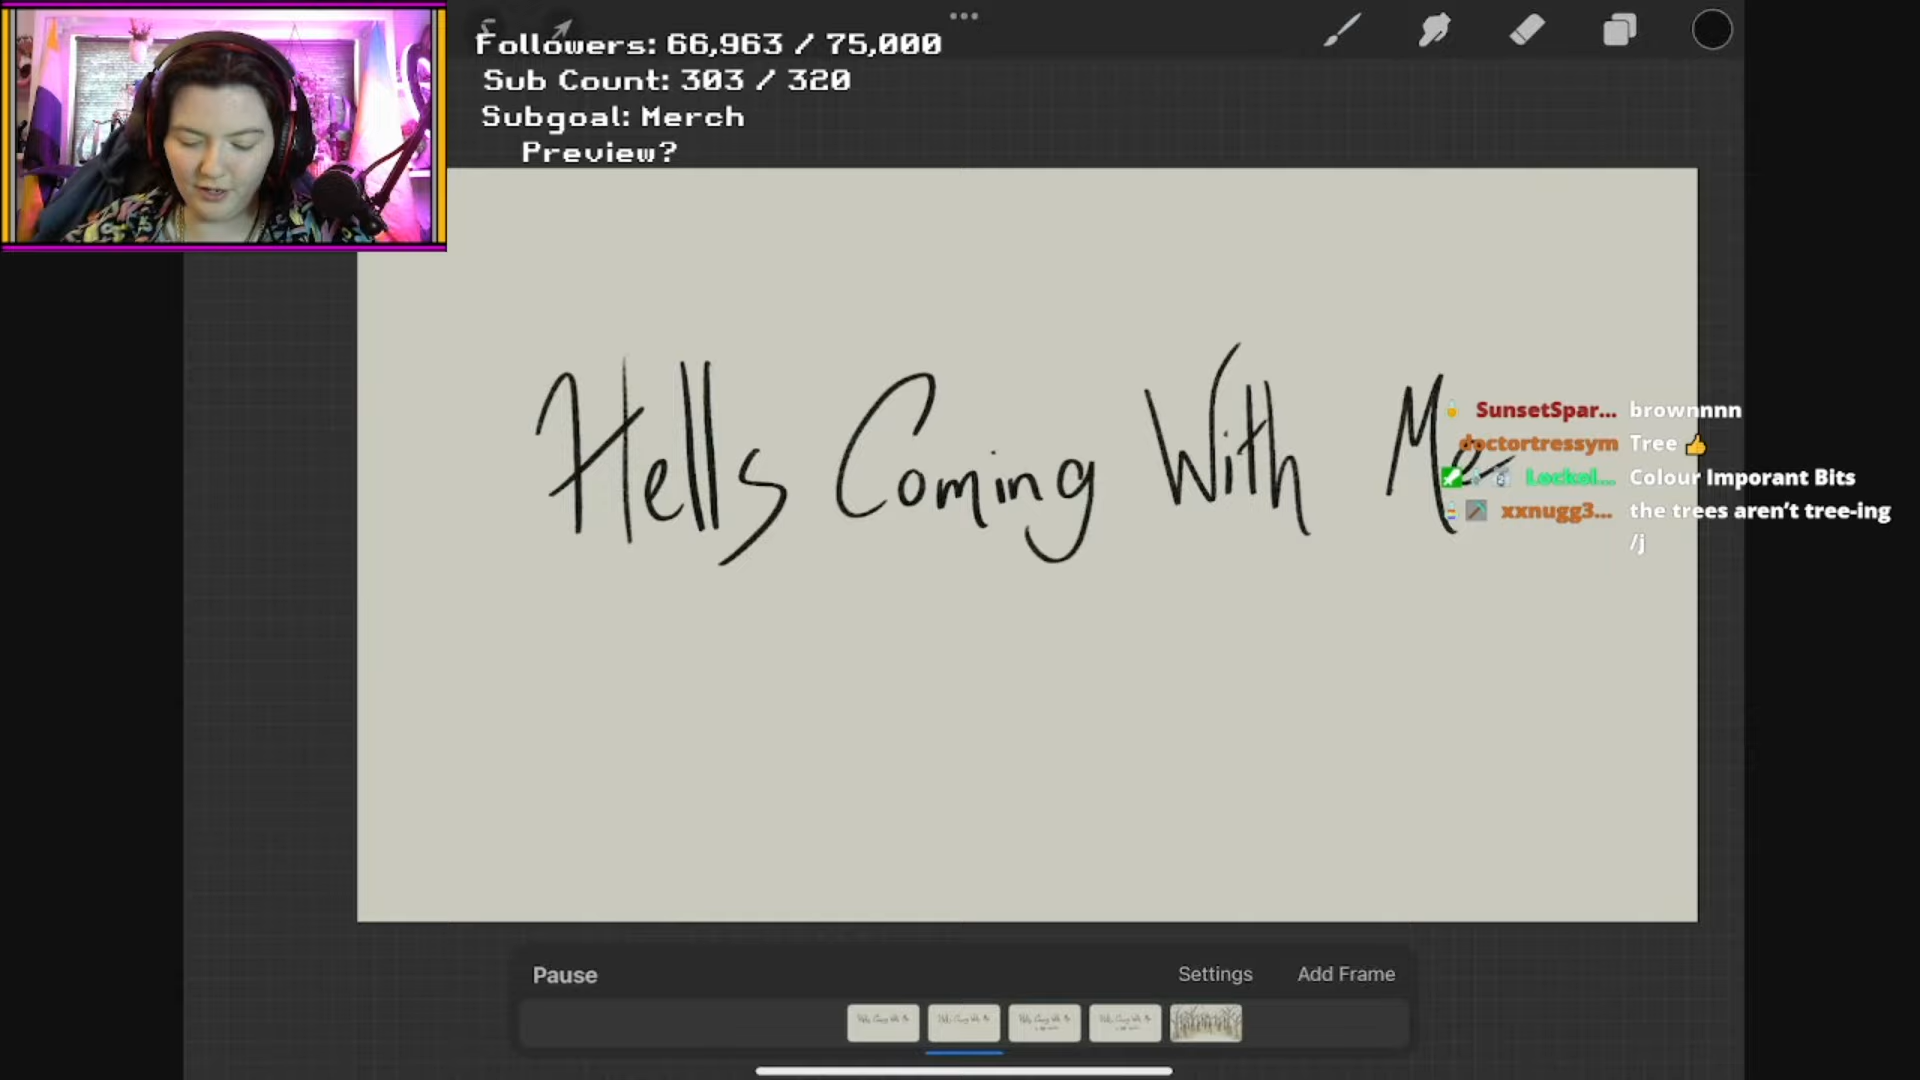 Followers: 66,963 / 75,000
Sub Count: 303 / 320
Subgoal: Merch
Preview?
Hells Coming With Me
SunsetSpar... brownnnn
doctortressym Tree 👍
Lockol... Colour Imporant Bits
xxnugg3... the trees aren't tree-ing
/j
Pause
Settings
Add Frame